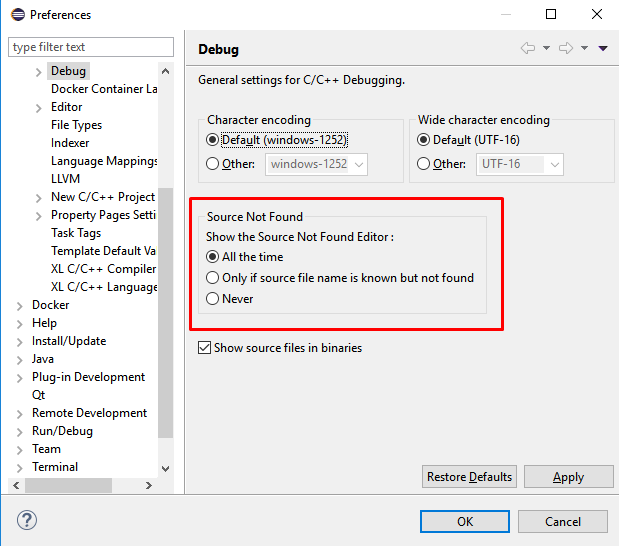 Preferences
type filter text
Debug
Docker Container La
Editor
File Types
Indexer
Language Mappings
LLVM
New C/C++ Project
Property Pages Setti
Task Tags
Template Default Va
XL C/C++ Compiler
XL C/C++ Language
Docker
Help
Install/Update
Java
Plug-in Development
Qt
Remote Development
Run/Debug
Team
Terminal
Debug
General settings for C/C++ Debugging.
Character encoding
Default (windows-1252)
Other: windows-1252
Wide character encoding
Default (UTF-16)
Other: UTF-16
Source Not Found
Show the Source Not Found Editor :
All the time
Only if source file name is known but not found
Never
Show source files in binaries
Restore Defaults Apply
? OK Cancel